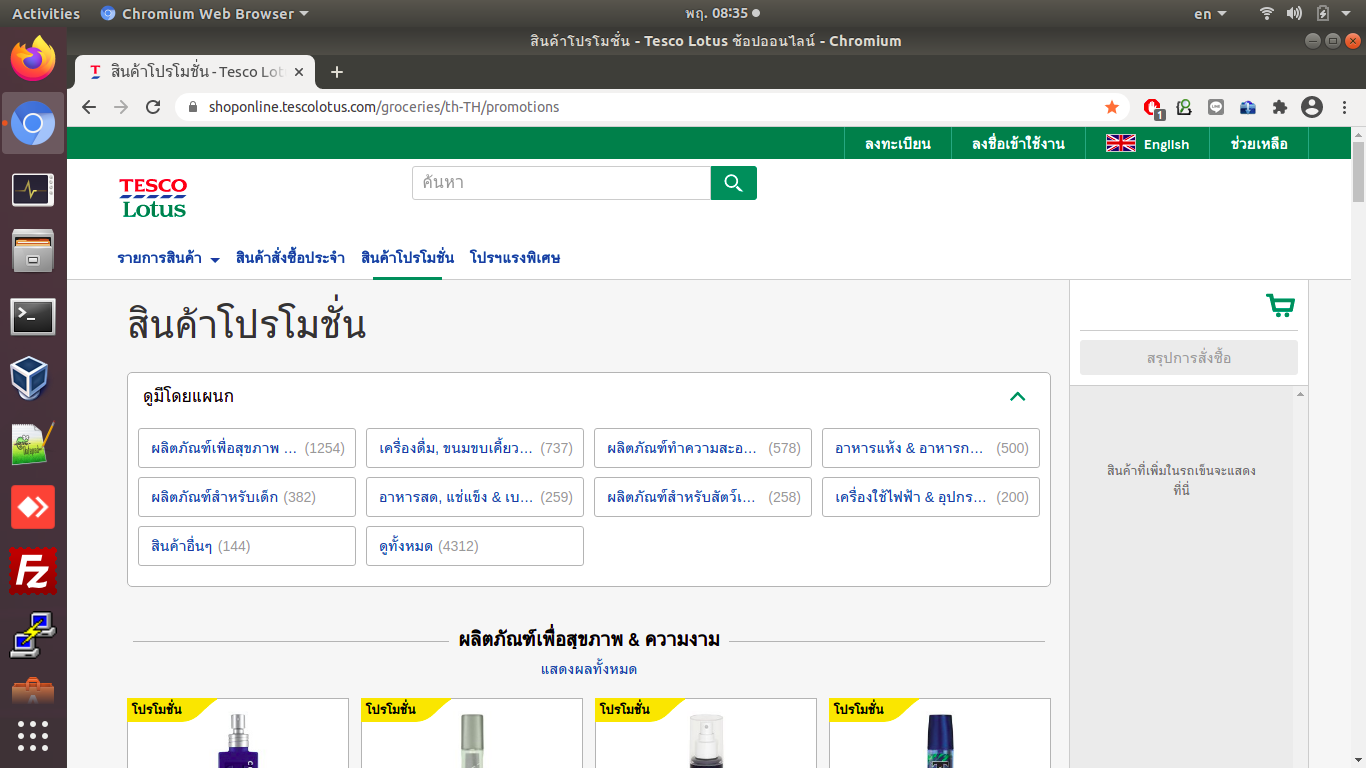 Activities
Chromium Web Browser
พฤ. 08:35
en
สินค้าโปรโมชั่น - Tesco Lotus ช้อปออนไลน์ - Chromium
สินค้าโปรโมชั่น - Tesco Lot
shoponline.tescolotus.com/groceries/th-TH/promotions
1
ลงทะเบียน
ลงชื่อเข้าใช้งาน
English
ช่วยเหลือ
TESCO
Lotus
ค้นหา
รายการสินค้า
สินค้าสั่งซื้อประจำ
สินค้าโปรโมชั่น
โปรฯแรงพิเศษ
สินค้าโปรโมชั่น
สรุปการสั่งซื้อ
ดูมีโดยแผนก
ผลิตภัณฑ์เพื่อสุขภาพ ... (1254)
เครื่องดื่ม, ขนมขบเคี้ยว... (737)
ผลิตภัณฑ์ทำความสะอ... (578)
อาหารแห้ง & อาหารก... (500)
ผลิตภัณฑ์สำหรับเด็ก (382)
อาหารสด, แช่แข็ง & เบ... (259)
ผลิตภัณฑ์สำหรับสัตว์เ... (258)
เครื่องใช้ไฟฟ้า & อุปกร... (200)
สินค้าอื่นๆ (144)
ดูทั้งหมด (4312)
สินค้าที่เพิ่มในรถเข็นจะแสดง
ที่นี่
ผลิตภัณฑ์เพื่อสุขภาพ & ความงาม
แสดงผลทั้งหมด
โปรโมชั่น
โปรโมชั่น
โปรโมชั่น
โปรโมชั่น